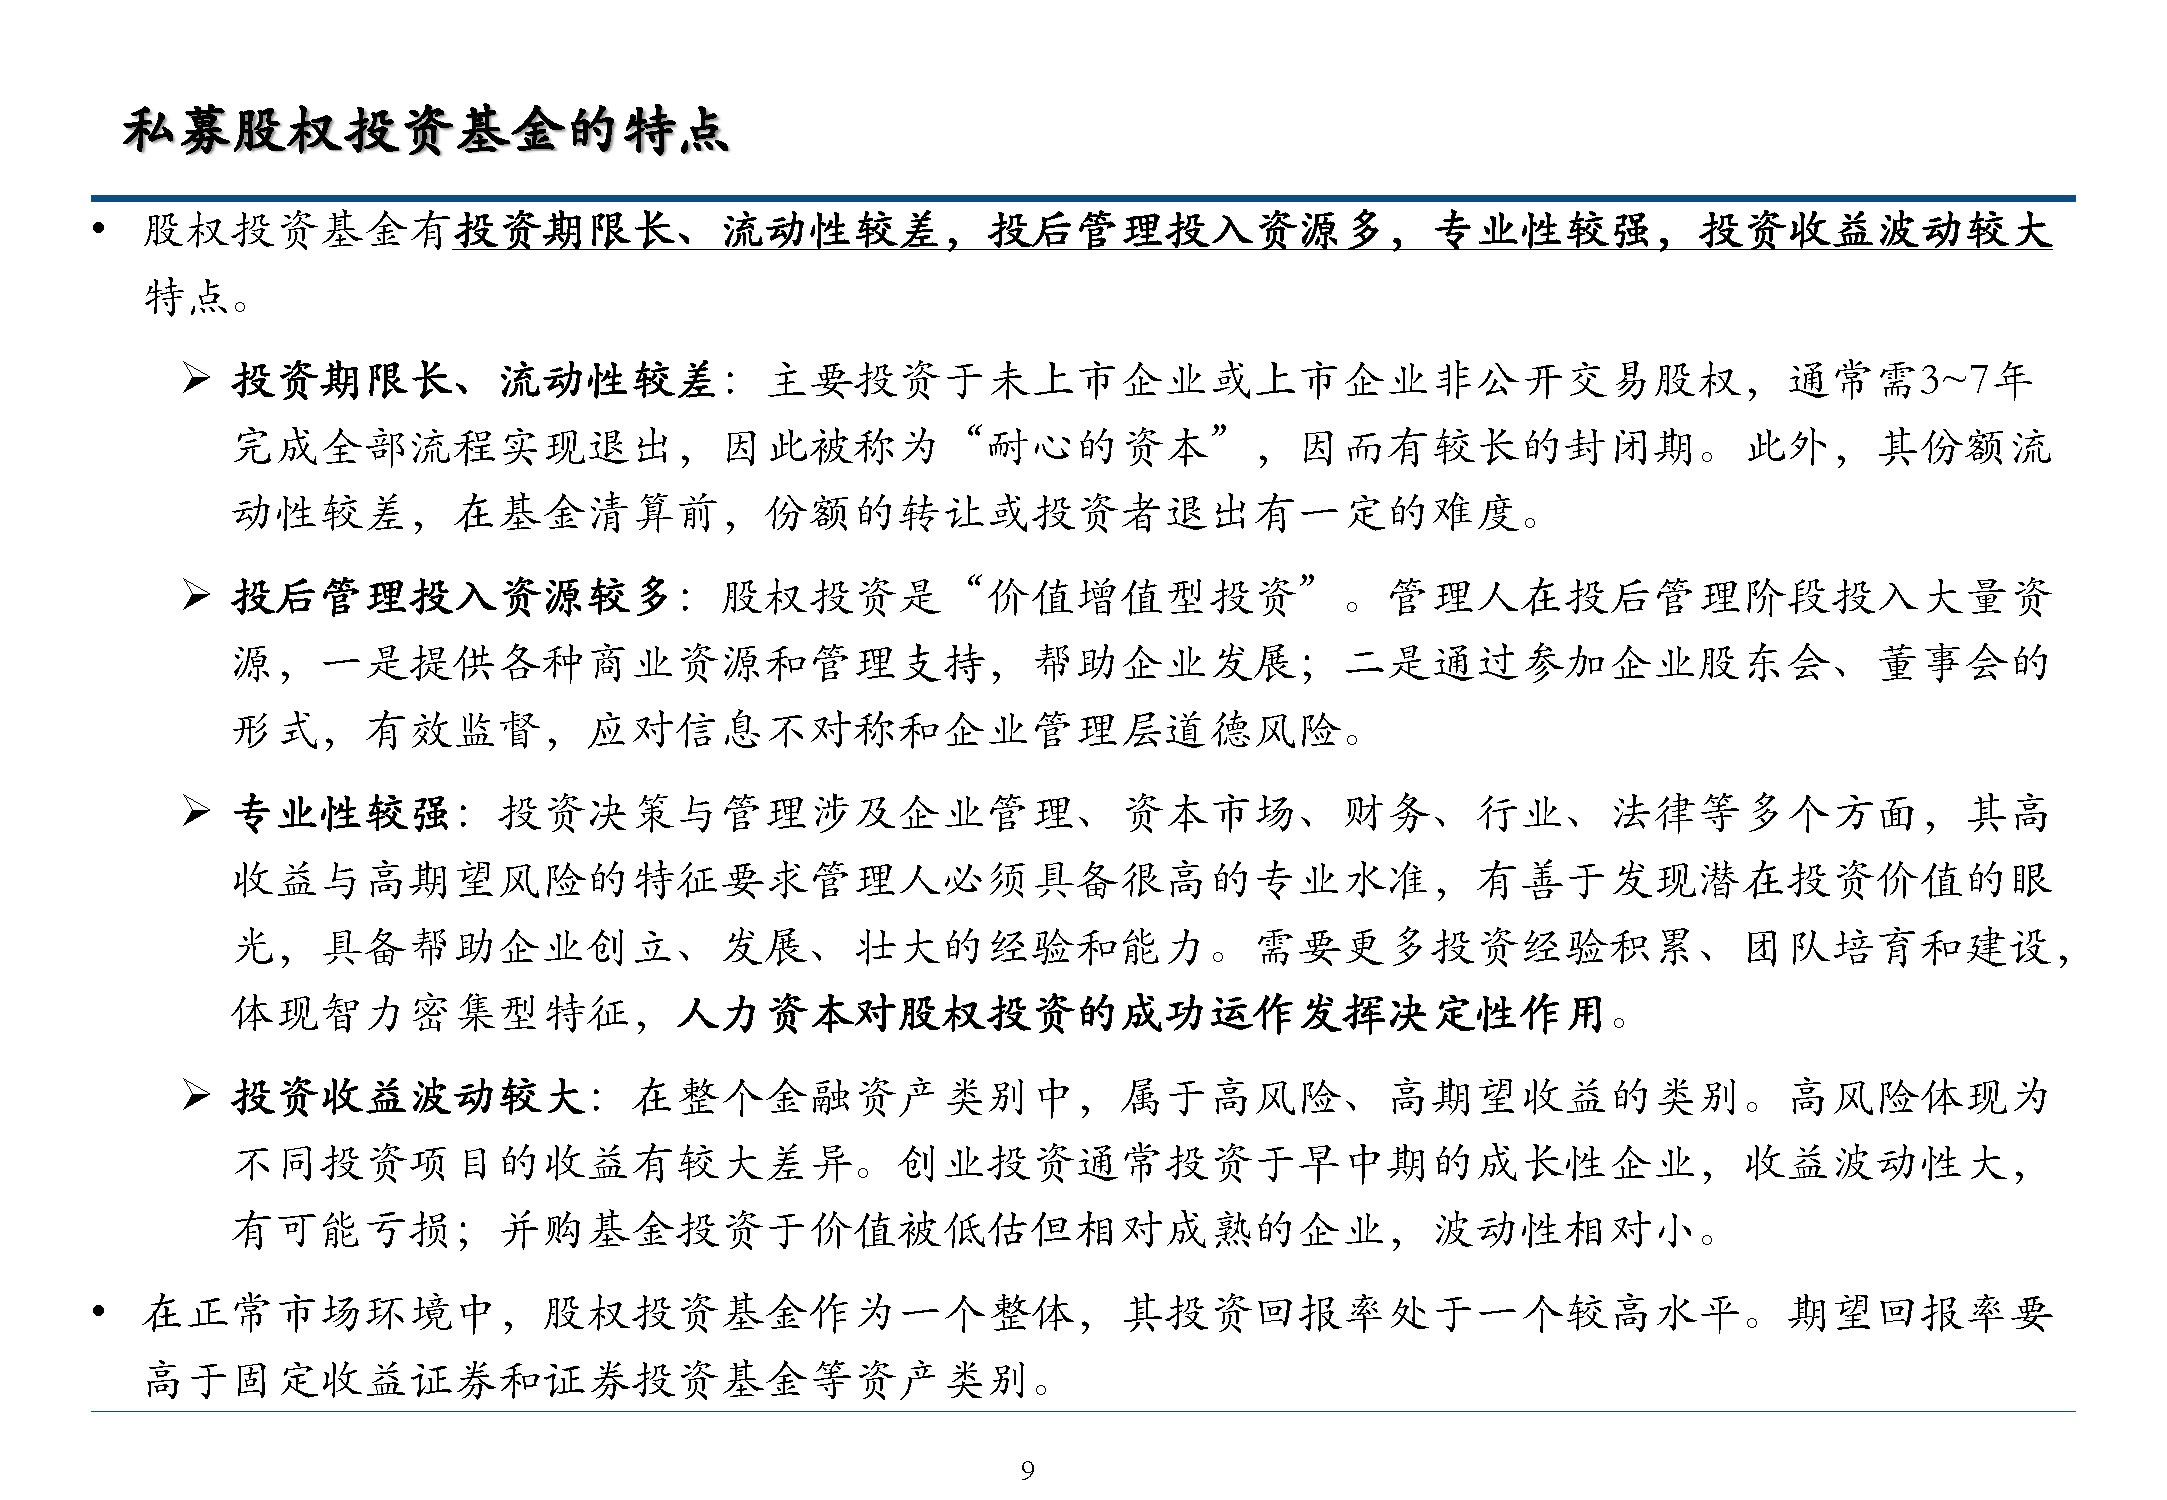 私募股权投资基金的特点
• 股权投资基金有投资期限长、流动性较差，投后管理投入资源多，专业性较强，投资收益波动较大
特点。
➢ 投资期限长、流动性较差：主要投资于未上市企业或上市企业非公开交易股权，通常需3~7年
完成全部流程实现退出，因此被称为“耐心的资本”，因而有较长的封闭期。此外，其份额流
动性较差，在基金清算前，份额的转让或投资者退出有一定的难度。
➢ 投后管理投入资源较多：股权投资是“价值增值型投资”。管理人在投后管理阶段投入大量资
源，一是提供各种商业资源和管理支持，帮助企业发展；二是通过参加企业股东会、董事会的
形式，有效监督，应对信息不对称和企业管理层道德风险。
➢ 专业性较强：投资决策与管理涉及企业管理、资本市场、财务、行业、法律等多个方面，其高
收益与高期望风险的特征要求管理人必须具备很高的专业水准，有善于发现潜在投资价值的眼
光，具备帮助企业创立、发展、壮大的经验和能力。需要更多投资经验积累、团队培育和建设，
体现智力密集型特征，人力资本对股权投资的成功运作发挥决定性作用。
➢ 投资收益波动较大：在整个金融资产类别中，属于高风险、高期望收益的类别。高风险体现为
不同投资项目的收益有较大差异。创业投资通常投资于早中期的成长性企业，收益波动性大，
有可能亏损；并购基金投资于价值被低估但相对成熟的企业，波动性相对小。
• 在正常市场环境中，股权投资基金作为一个整体，其投资回报率处于一个较高水平。期望回报率要
高于固定收益证券和证券投资基金等资产类别。
9